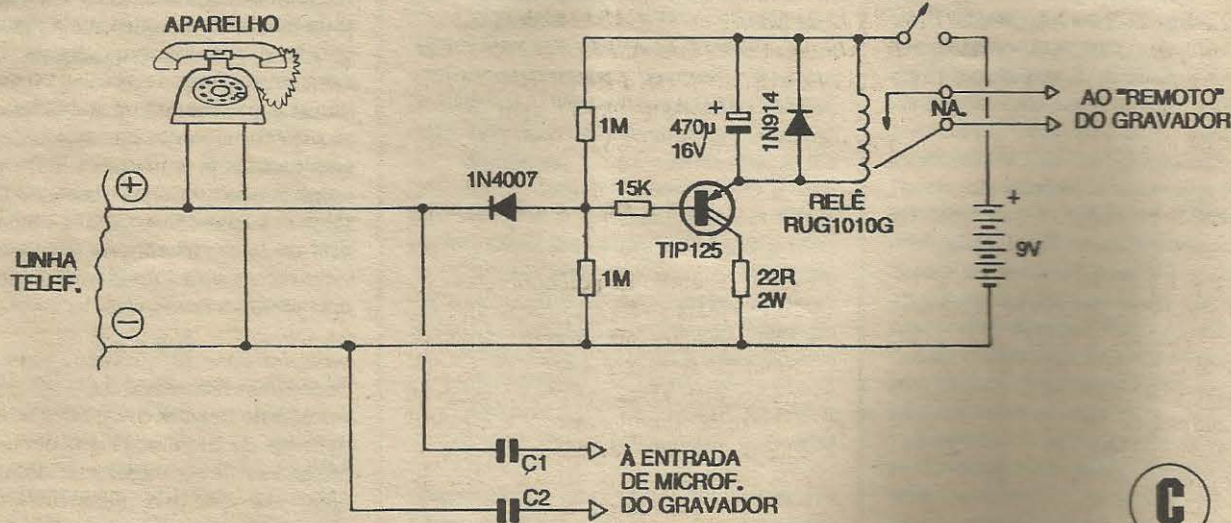 APARELHO
+
LINHA
TELEF.
−
1N4007
1M
1M
15K
470µ
16V
+
1N914
TIP125
22R
2W
RELÊ
RUG1010G
NA.
AO "REMOTO"
DO GRAVADOR
+
9V
C1
C2
À ENTRADA
DE MICROF.
DO GRAVADOR
C